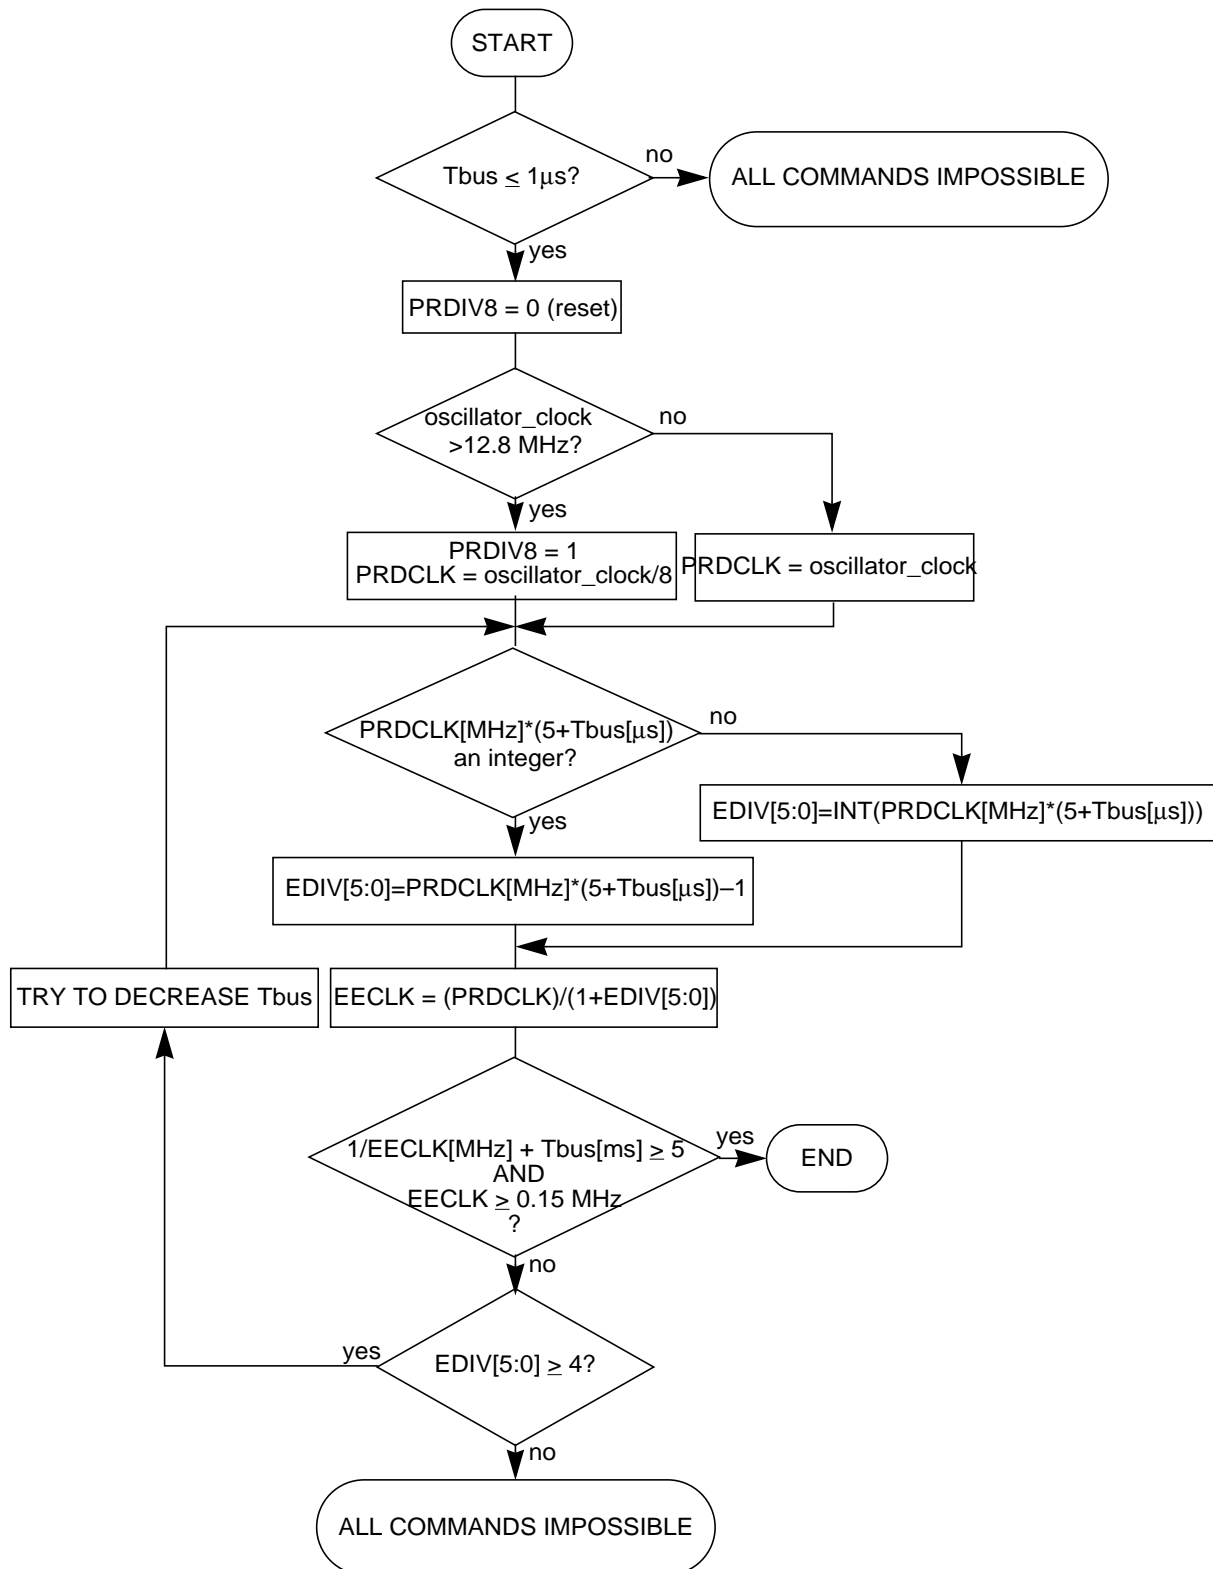 START
Tbus ≤ 1μs?
no
ALL COMMANDS IMPOSSIBLE
yes
PRDIV8 = 0 (reset)
oscillator_clock
>12.8 MHz?
no
yes
PRDIV8 = 1
PRDCLK = oscillator_clock/8
PRDCLK = oscillator_clock
PRDCLK[MHz]*(5+Tbus[μs])
an integer?
no
yes
EDIV[5:0]=INT(PRDCLK[MHz]*(5+Tbus[μs]))
EDIV[5:0]=PRDCLK[MHz]*(5+Tbus[μs])–1
TRY TO DECREASE Tbus
EECLK = (PRDCLK)/(1+EDIV[5:0])
1/EECLK[MHz] + Tbus[ms] ≥ 5
AND
EECLK ≥ 0.15 MHz
?
yes
END
no
EDIV[5:0] ≥ 4?
yes
no
ALL COMMANDS IMPOSSIBLE